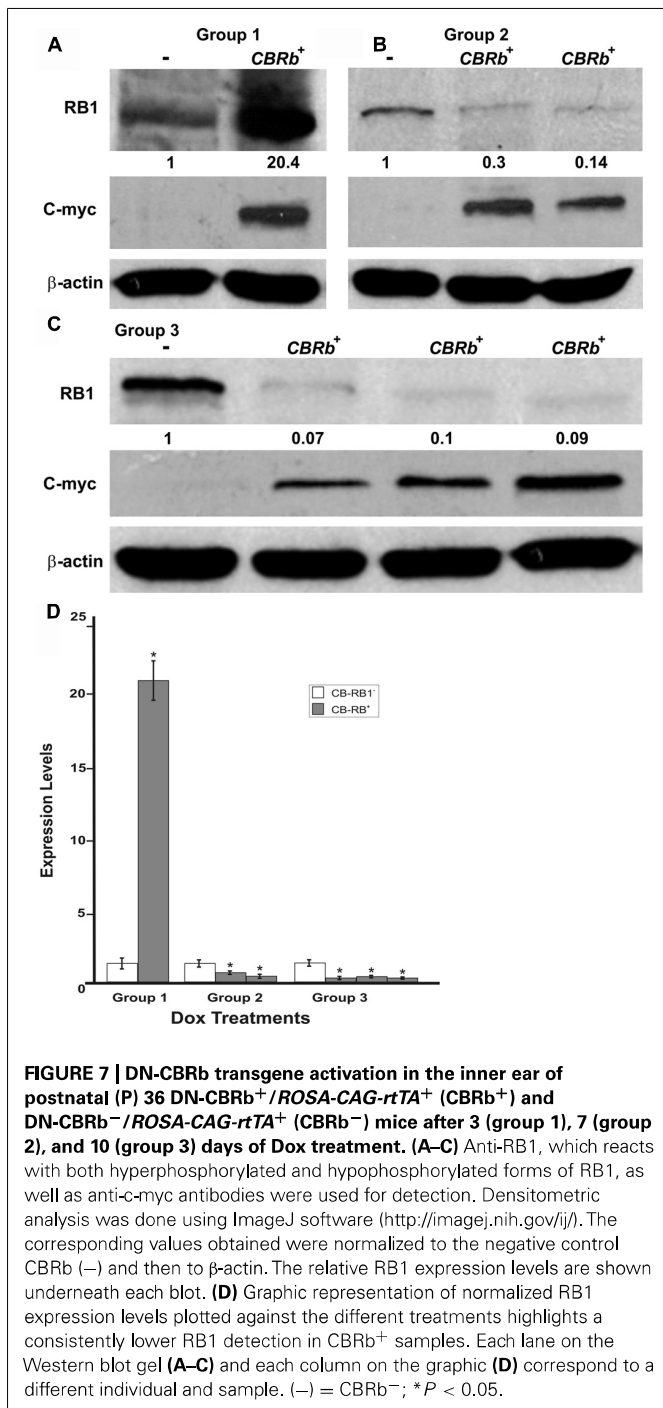 A Group 1 B Group 2
- CBRb+ - CBRb+ CBRb+
RB1
1 20.4 1 0.3 0.14
C-myc
β-actin
C Group 3
- CBRb+ CBRb+ CBRb+
RB1
1 0.07 0.1 0.09
C-myc
β-actin
D
25
20
15
10
5
0
Expression Levels
*
* *
* * *
CB-RB1-
CB-RB+
Group 1 Group 2 Group 3
Dox Treatments
FIGURE 7 | DN-CBRb transgene activation in the inner ear of
postnatal (P) 36 DN-CBRb+/ROSA-CAG-rtTA+ (CBRb+) and
DN-CBRb−/ROSA-CAG-rtTA+ (CBRb−) mice after 3 (group 1), 7 (group
2), and 10 (group 3) days of Dox treatment. (A–C) Anti-RB1, which reacts
with both hyperphosphorylated and hypophosphorylated forms of RB1, as
well as anti-c-myc antibodies were used for detection. Densitometric
analysis was done using ImageJ software (http://imagej.nih.gov/ij/). The
corresponding values obtained were normalized to the negative control
CBRb (−) and then to β-actin. The relative RB1 expression levels are shown
underneath each blot. (D) Graphic representation of normalized RB1
expression levels plotted against the different treatments highlights a
consistently lower RB1 detection in CBRb+ samples. Each lane on the
Western blot gel (A–C) and each column on the graphic (D) correspond to a
different individual and sample. (−) = CBRb−; *P < 0.05.